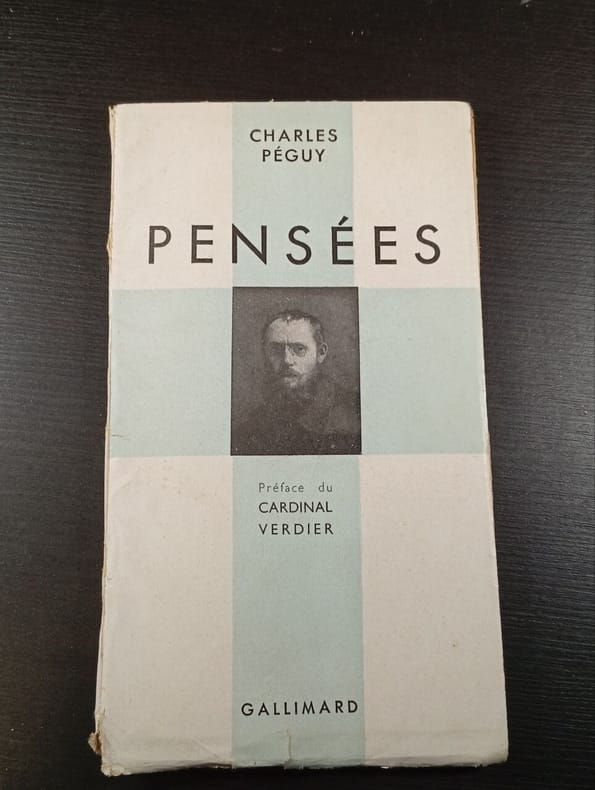 CHARLES
PÉGUY
PENSÉES
Préface du
CARDINAL
VERDIER
GALLIMARD